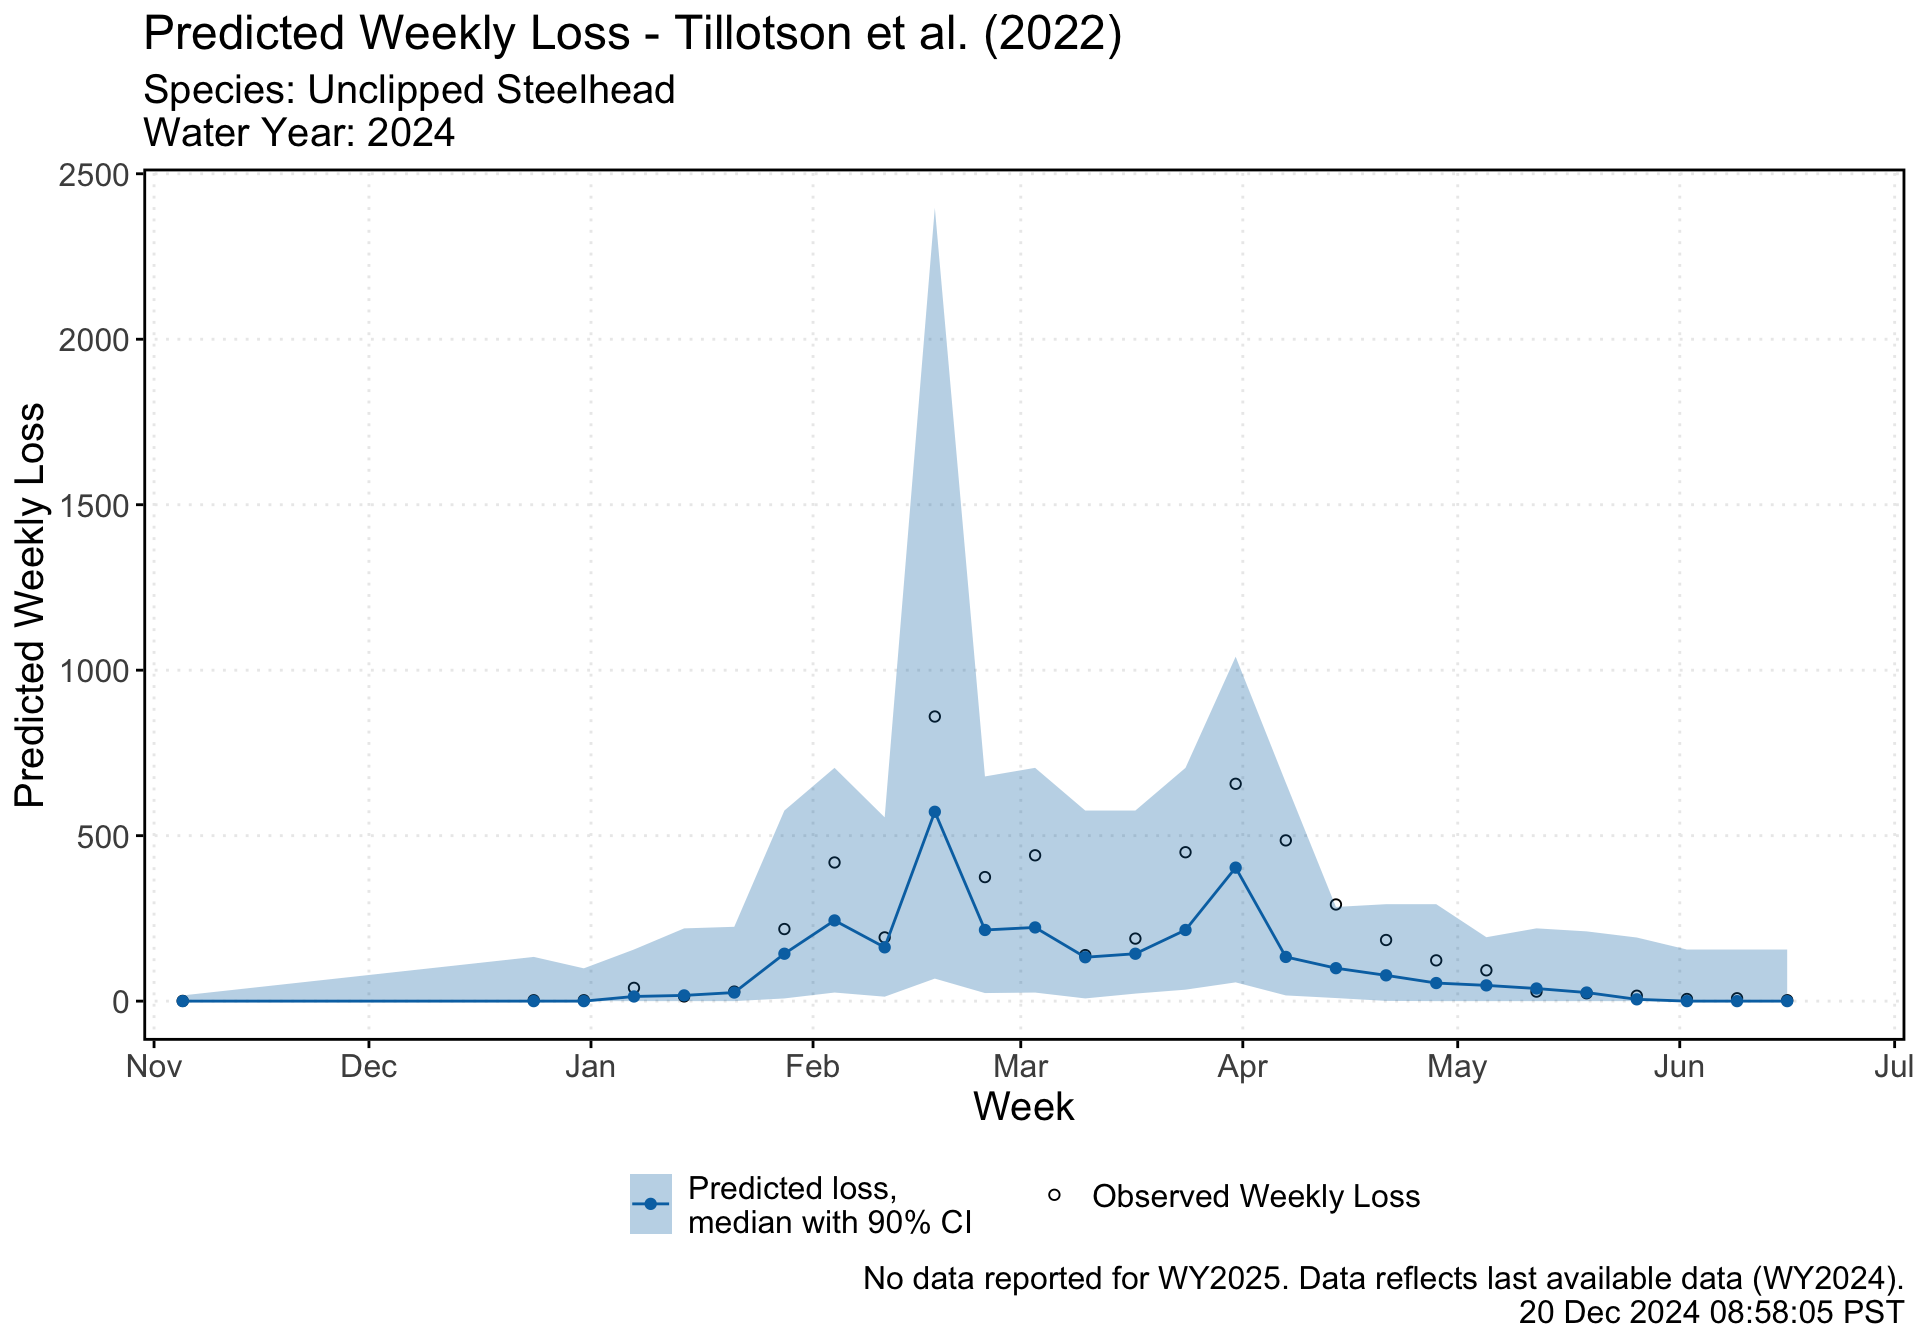 Predicted Weekly Loss - Tillotson et al. (2022)
Species: Unclipped Steelhead
Water Year: 2024
Predicted Weekly Loss
2500
2000
1500
1000
500
0
Nov Dec Jan Feb Mar Apr May Jun Jul
Week
Predicted loss,
median with 90% CI
Observed Weekly Loss
No data reported for WY2025. Data reflects last available data (WY2024).
20 Dec 2024 08:58:05 PST